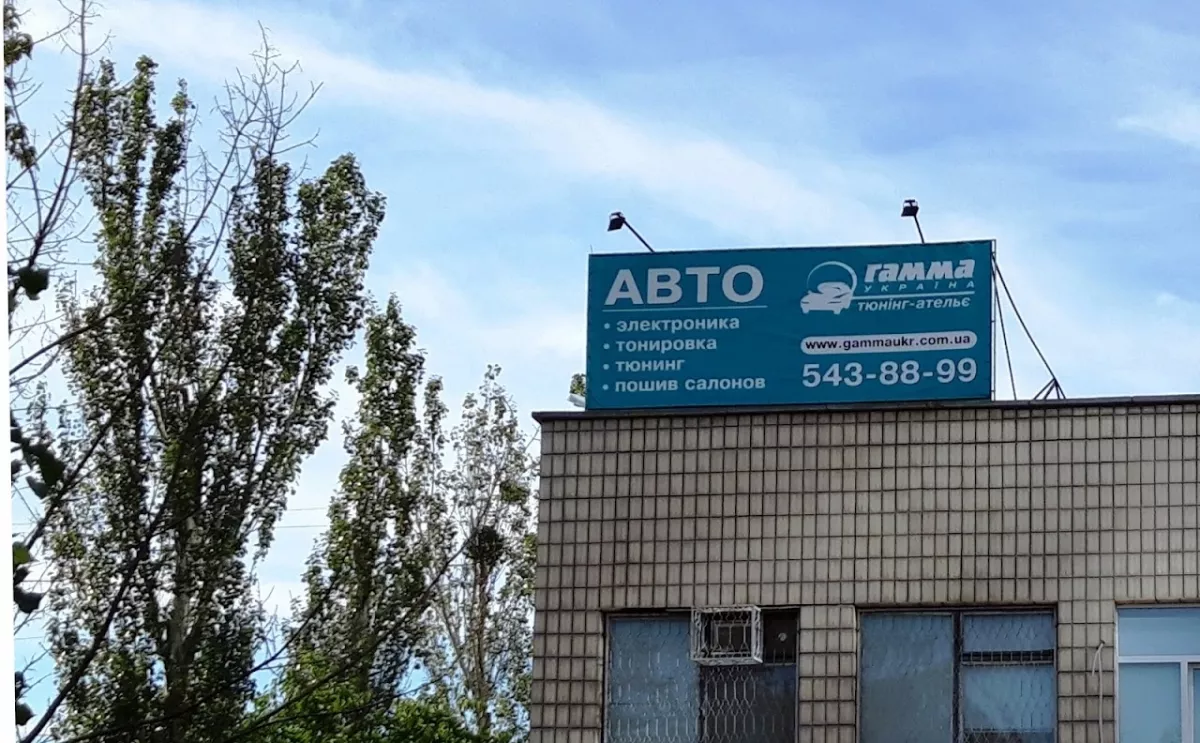 АВТО
• электроника
• тонировка
• тюнинг
• пошив салонов
гамма
УКРАЇНА
тюнінг-ательє
www.gammaukr.com.ua
543-88-99